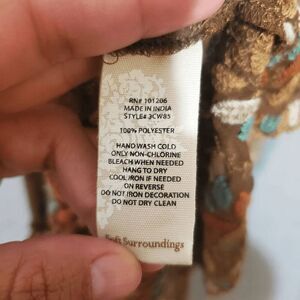 RN# 101206
MADE IN INDIA
STYLE# 3CW85
100% POLYESTER
HAND WASH COLD
ONLY NON-CHLORINE
BLEACH WHEN NEEDED
HANG TO DRY
COOL IRON IF NEEDED
ON REVERSE
DO NOT IRON DECORATION
DO NOT DRY CLEAN
Soft Surroundings